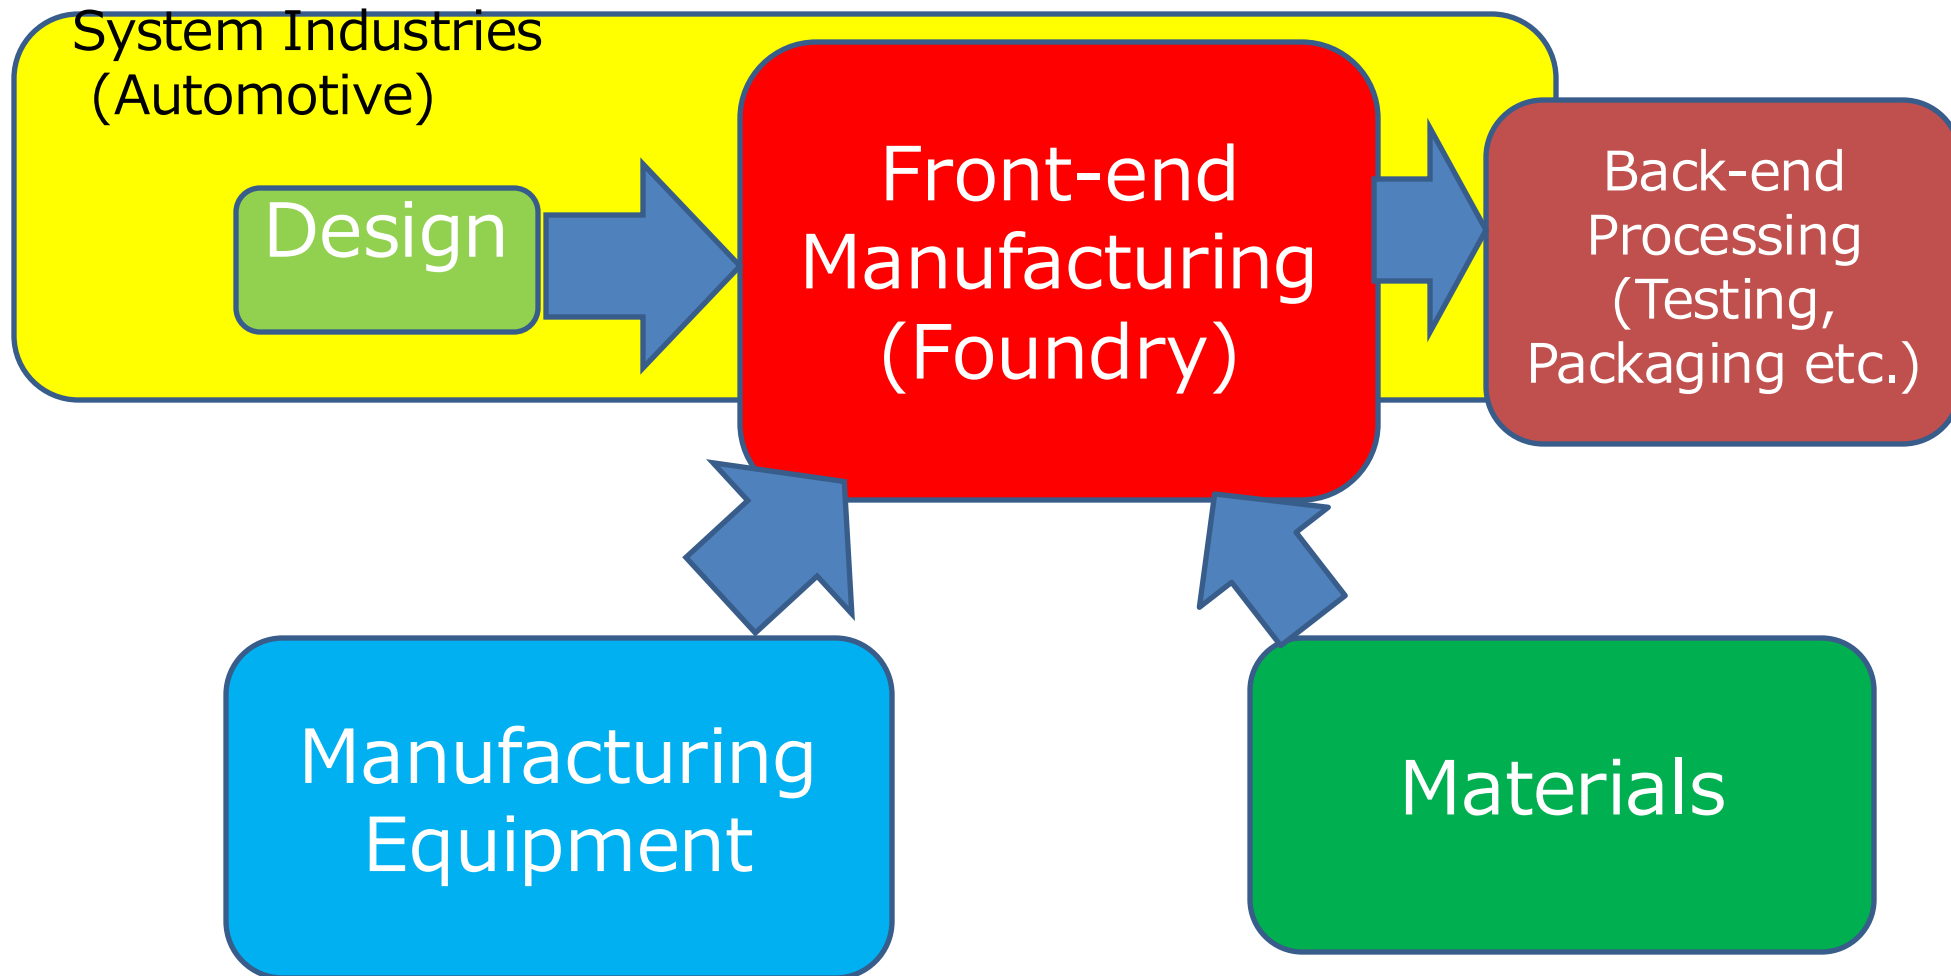 System Industries
(Automotive)
Design
Front-end
Manufacturing
(Foundry)
Back-end
Processing
(Testing,
Packaging etc.)
Manufacturing
Equipment
Materials